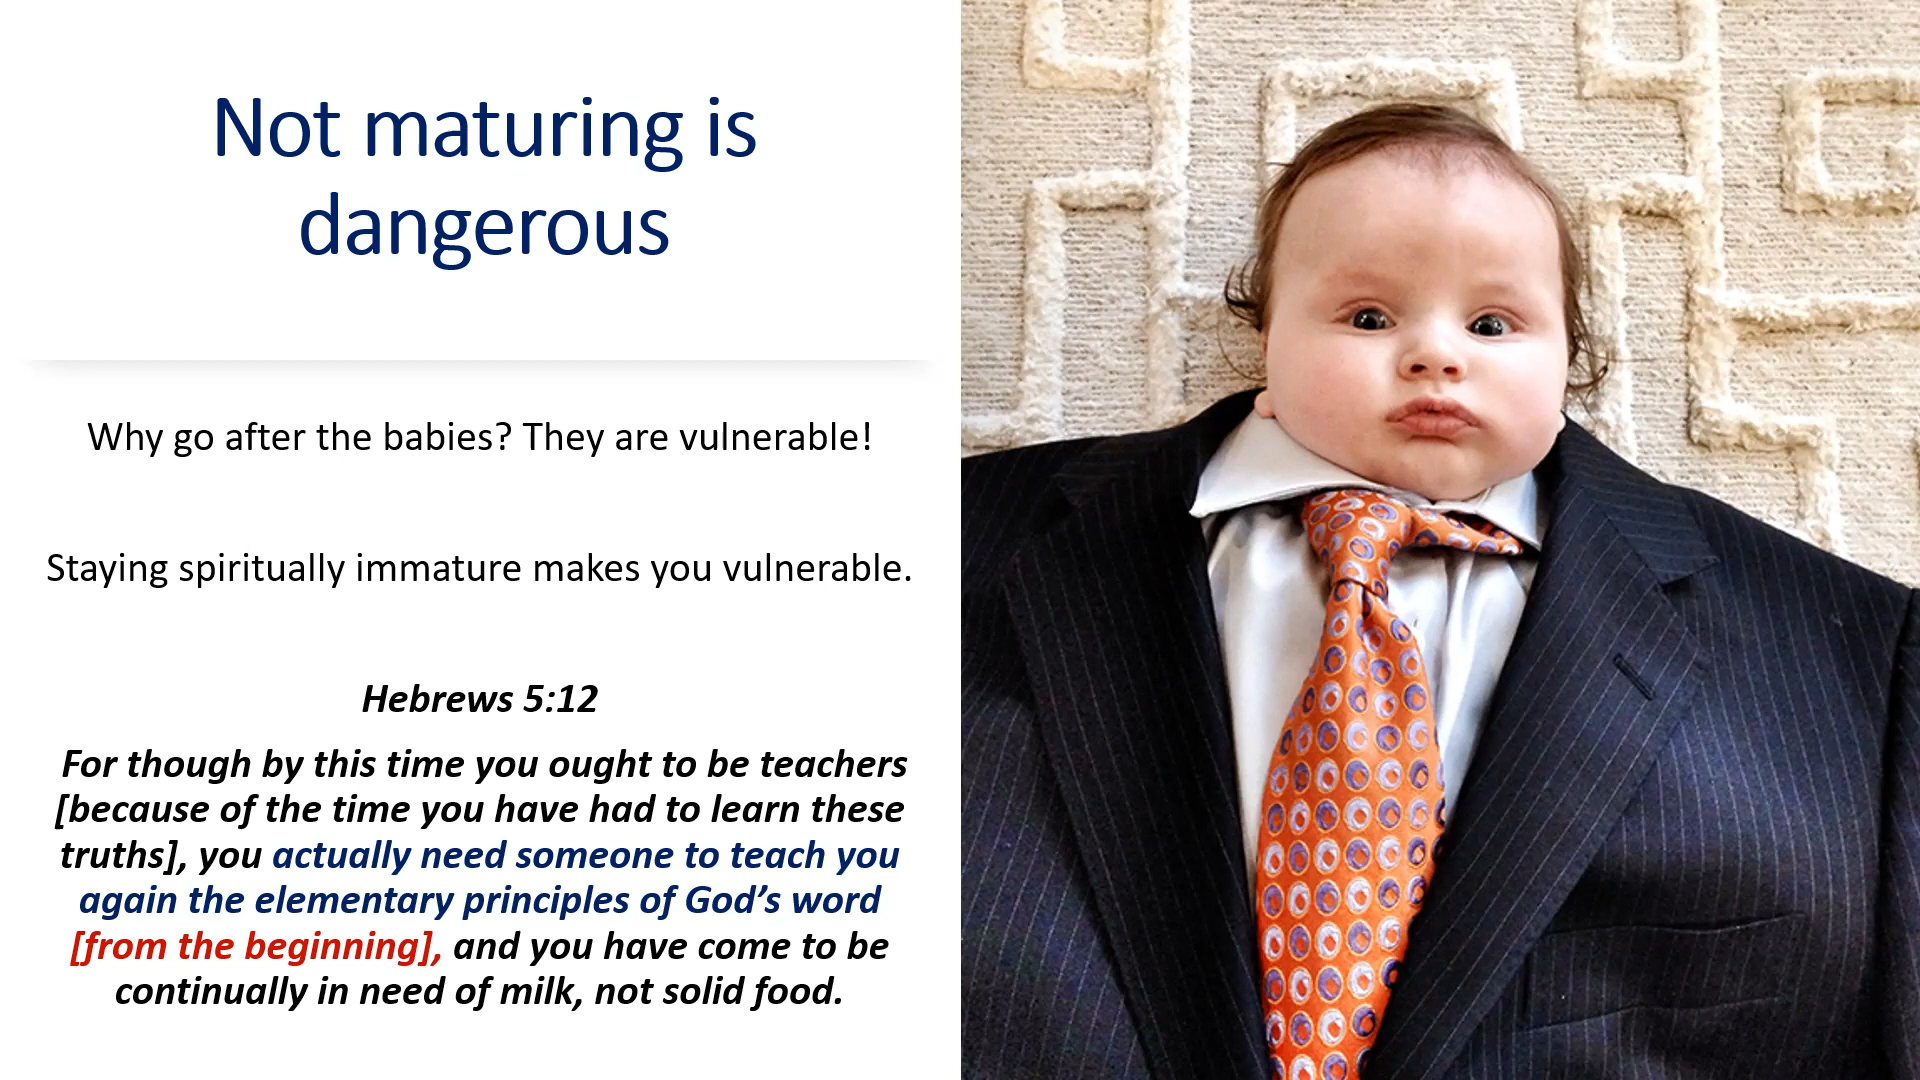 Not maturing is
dangerous
Why go after the babies? They are vulnerable!
Staying spiritually immature makes you vulnerable.
Hebrews 5:12
For though by this time you ought to be teachers
[because of the time you have had to learn these
truths], you actually need someone to teach you
again the elementary principles of God’s word
[from the beginning], and you have come to be
continually in need of milk, not solid food.